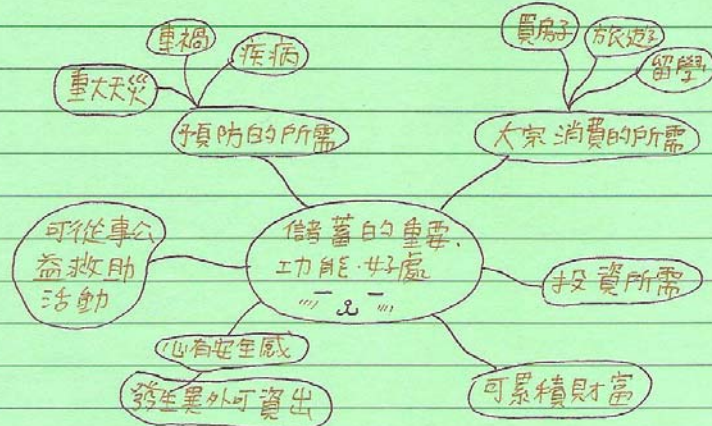 車禍
疾病
重大天災
預防的所需
買房子
旅遊
留學
大宗消費的所需
儲蓄的重要、
功能·好處
可從事公
益救助
活動
投資所需
心有安全感
發生異外可資出
可累積財富